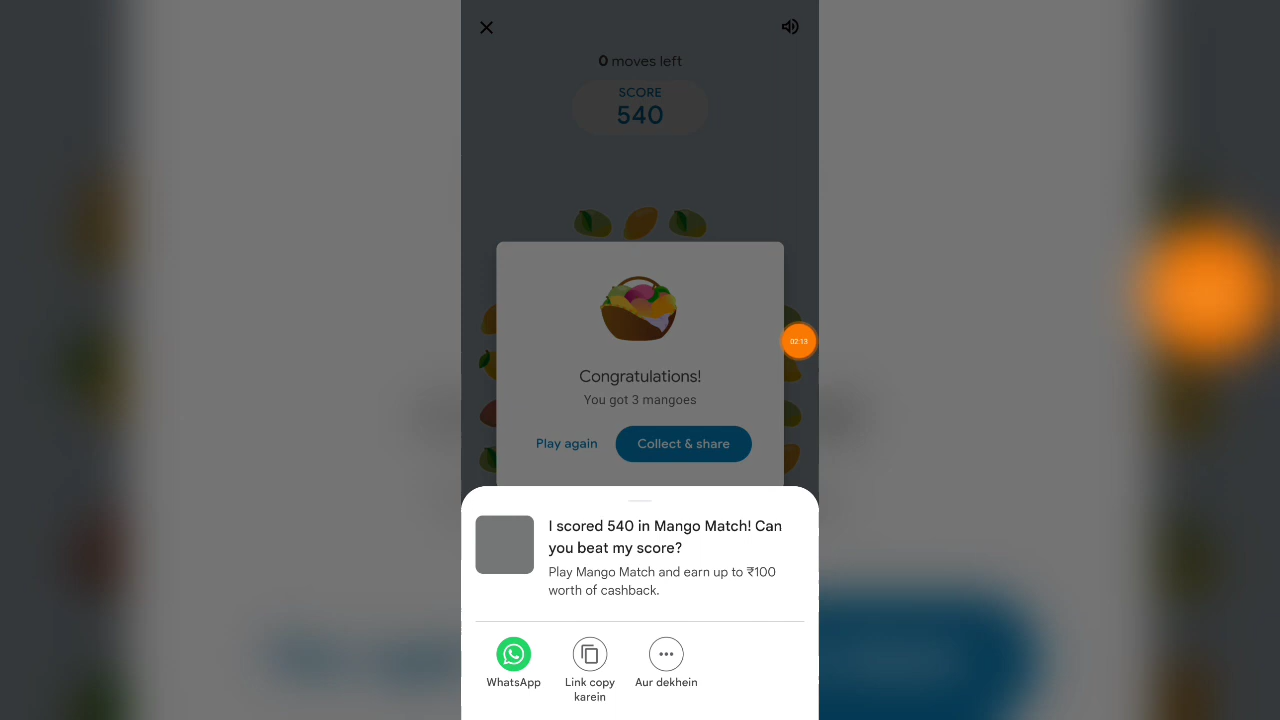 0 moves left
SCORE
540
02:13
Congratulations!
You got 3 mangoes
Play again
Collect & share
I scored 540 in Mango Match! Can
you beat my score?
Play Mango Match and earn up to ₹100
worth of cashback.
WhatsApp
Link copy
karein
Aur dekhein